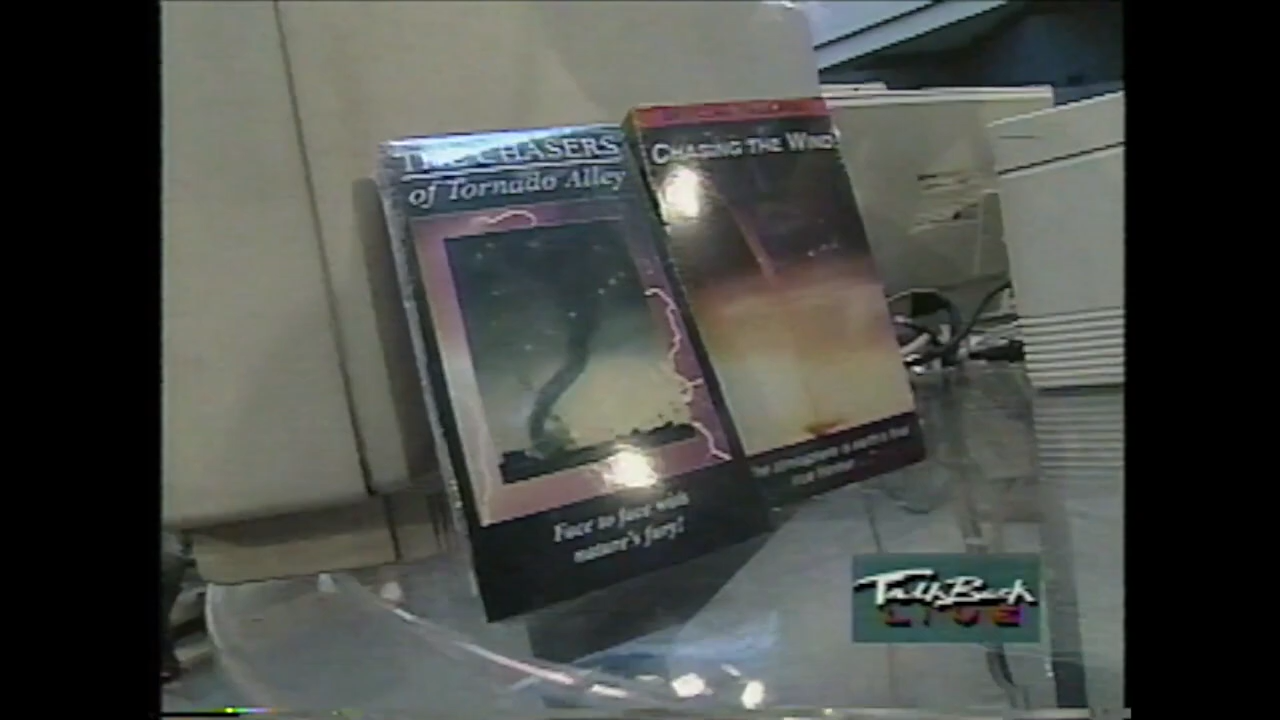 THE CHASERS
of Tornado Alley
Face to face with
nature's fury!
CHASING THE WIND
TalkBack
LIVE